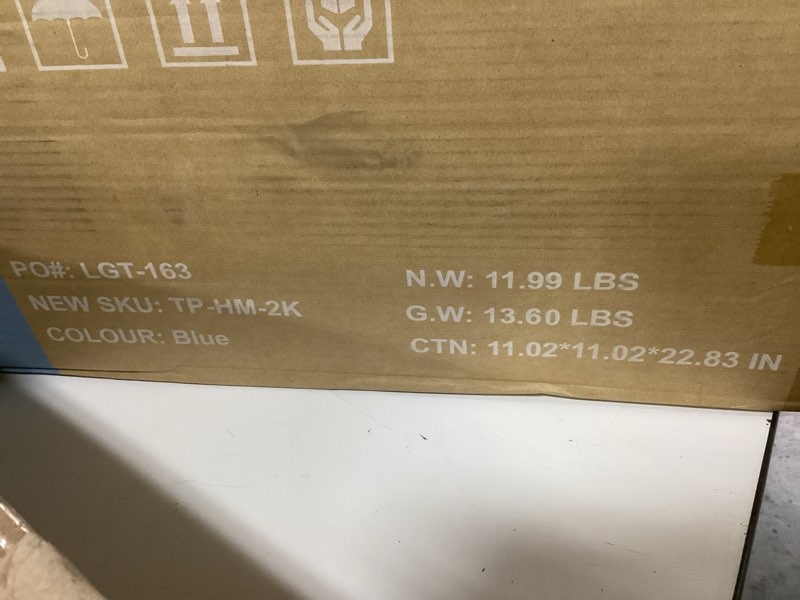 PO#: LGT-163
NEW SKU: TP-HM-2K
COLOUR: Blue
N.W: 11.99 LBS
G.W: 13.60 LBS
CTN: 11.02*11.02*22.83 IN